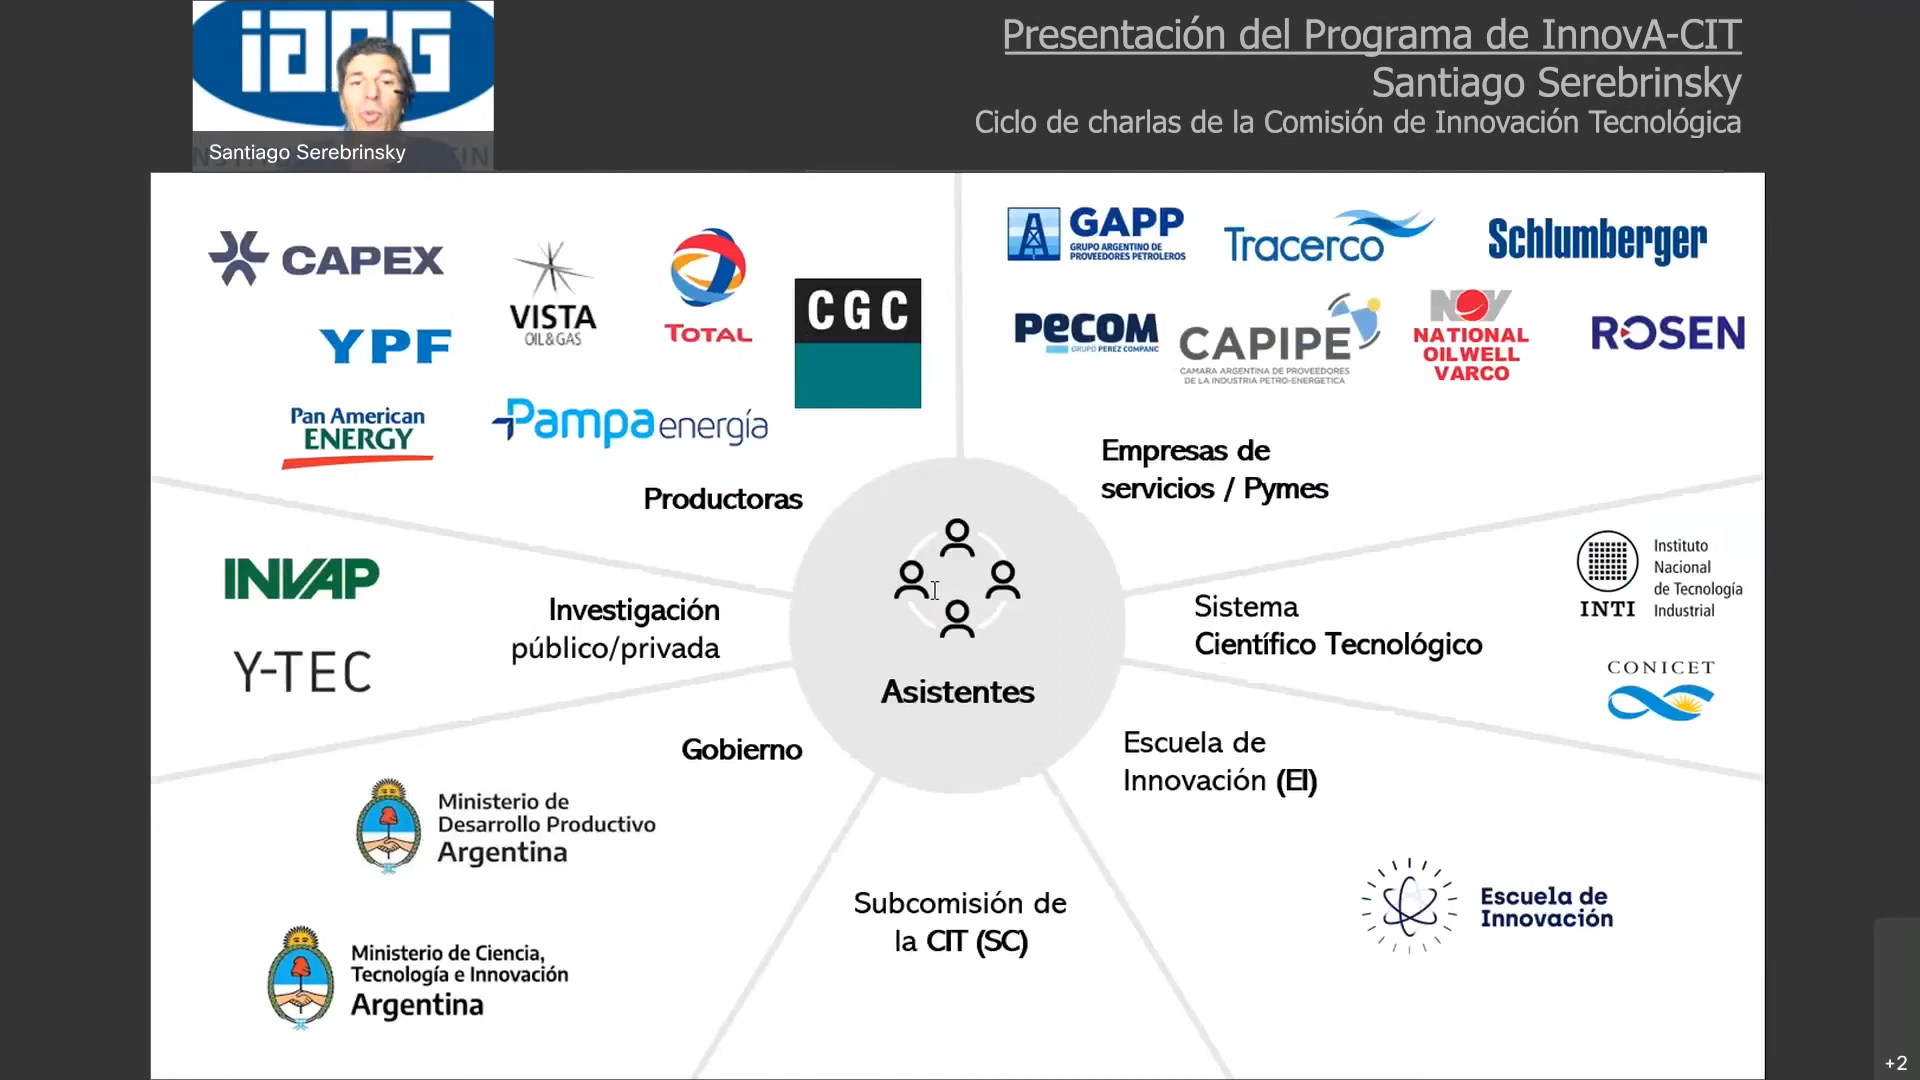 iapg
Santiago Serebrinsky
Presentación del Programa de InnovA-CIT
Santiago Serebrinsky
Ciclo de charlas de la Comisión de Innovación Tecnológica
CAPEX
VISTA
OIL&GAS
TOTAL
CGC
YPF
Pan American
ENERGY
Pampa energía
Productoras
GAPP
GRUPO ARGENTINO DE
PROVEEDORES PETROLEROS
Tracerco
Schlumberger
PECOM
GRUPO PEREZ COMPANC
CAPIPE
CAMARA ARGENTINA DE PROVEEDORES
DE LA INDUSTRIA PETRO-ENERGETICA
NOV
NATIONAL
OILWELL
VARCO
ROSEN
Empresas de
servicios / Pymes
INVAP
Y-TEC
Investigación
público/privada
Asistentes
Sistema
Científico Tecnológico
INTI
Instituto
Nacional
de Tecnología
Industrial
CONICET
Gobierno
Ministerio de
Desarrollo Productivo
Argentina
Ministerio de Ciencia,
Tecnología e Innovación
Argentina
Subcomisión de
la CIT (SC)
Escuela de
Innovación (EI)
Escuela de
Innovación
+2